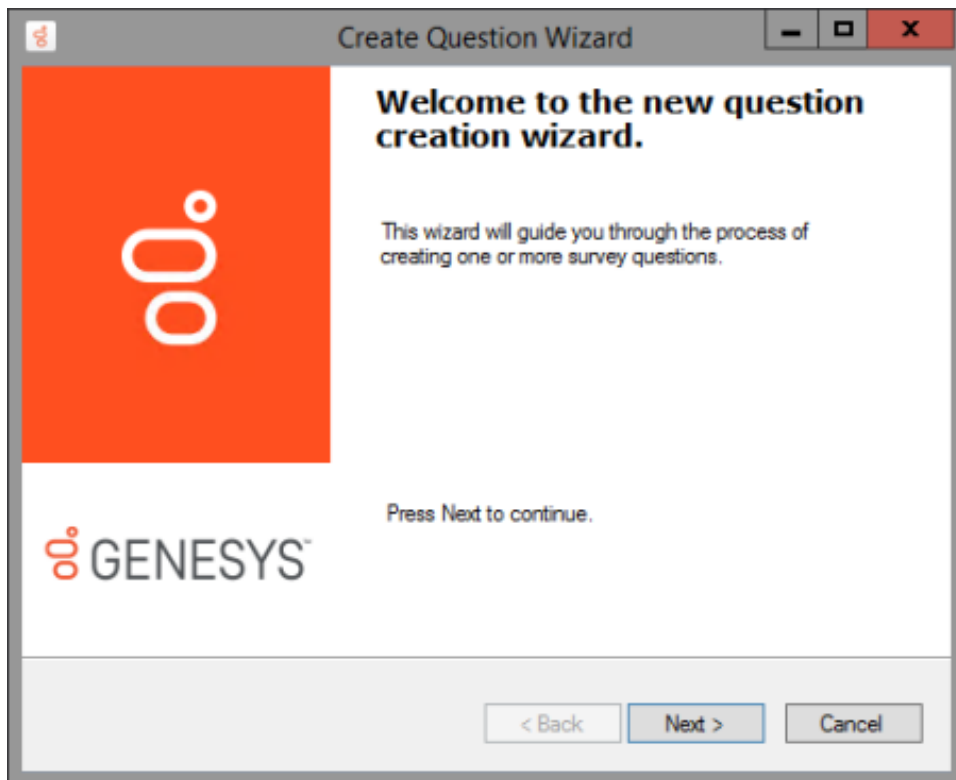 Create Question Wizard
Welcome to the new question
creation wizard.
This wizard will guide you through the process of
creating one or more survey questions.
Press Next to continue.
GENESYS™
< Back
Next >
Cancel